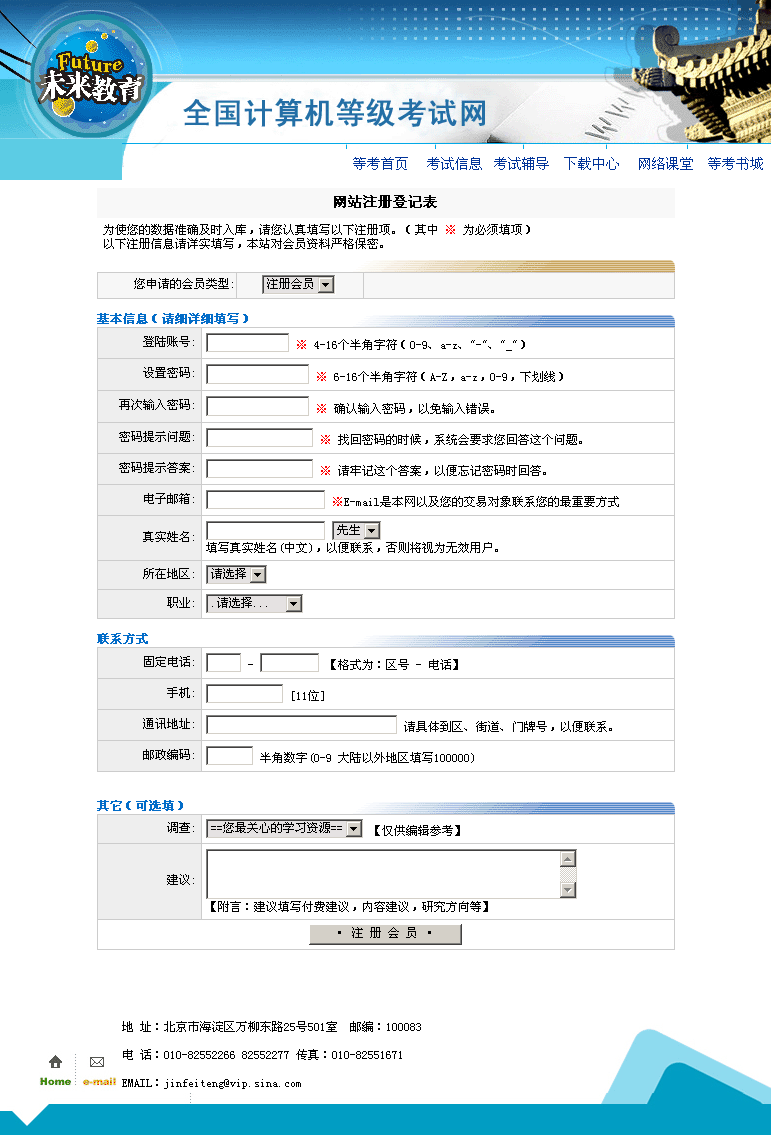 Future
未来教育
全国计算机等级考试网
等考首页 考试信息 考试辅导 下载中心 网络课堂 等考书城
网站注册登记表
为使您的数据准确及时入库，请您认真填写以下注册项。（其中 ※ 为必须填项）
以下注册信息请详实填写，本站对会员资料严格保密。
您申请的会员类型: 注册会员
基本信息（请细详细填写）
登陆账号: ※ 4-16个半角字符（0-9、a-z、"-"、"_"）
设置密码: ※ 6-16个半角字符（A-Z，a-z，0-9，下划线）
再次输入密码: ※ 确认输入密码，以免输入错误。
密码提示问题: ※ 找回密码的时候，系统会要求您回答这个问题。
密码提示答案: ※ 请牢记这个答案，以便忘记密码时回答。
电子邮箱: ※E-mail是本网以及您的交易对象联系您的最重要方式
真实姓名: 先生
填写真实姓名(中文)，以便联系，否则将视为无效用户。
所在地区: 请选择
职业: .请选择...
联系方式
固定电话: - 【格式为：区号 - 电话】
手机: [11位]
通讯地址: 请具体到区、街道、门牌号，以便联系。
邮政编码: 半角数字(0-9 大陆以外地区填写100000)
其它（可选填）
调查: ==您最关心的学习资源== 【仅供编辑参考】
建议:
【附言：建议填写付费建议，内容建议，研究方向等】
· 注 册 会 员 ·
地 址：北京市海淀区万柳东路25号501室 邮编：100083
电 话：010-82552266 82552277 传真：010-82551671
Home e-mail EMAIL：jinfeiteng@vip.sina.com